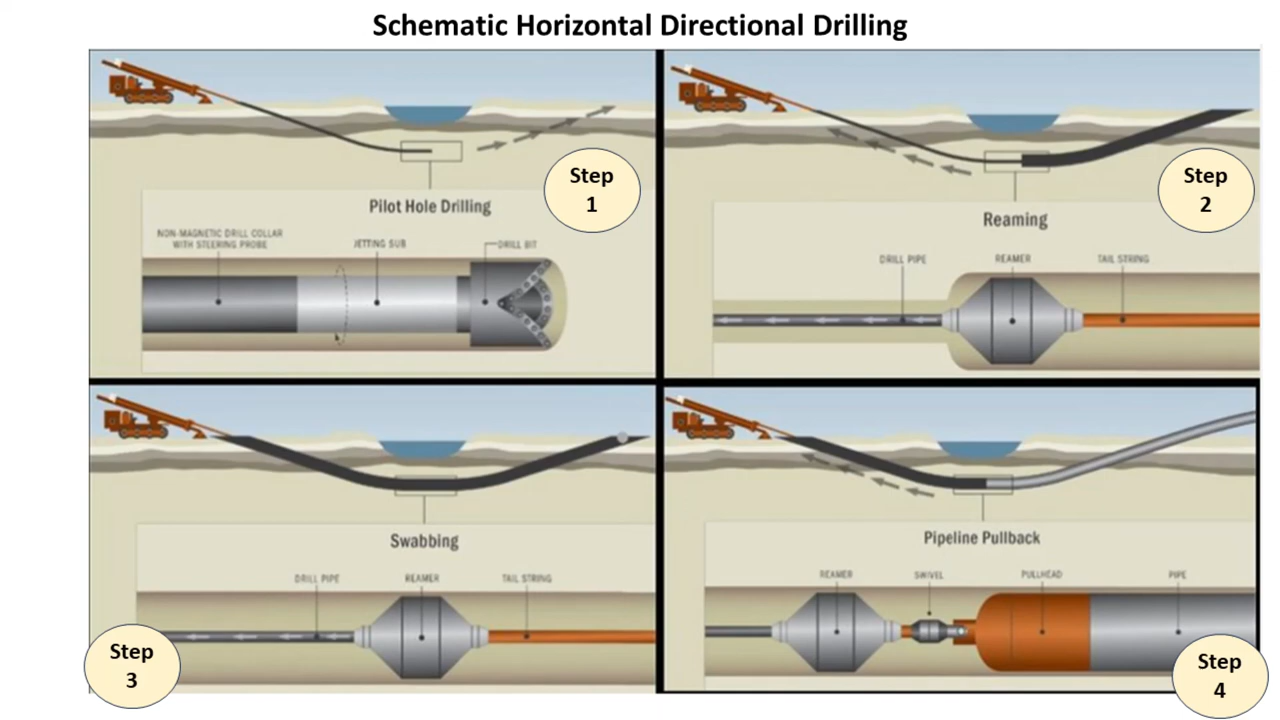 Schematic Horizontal Directional Drilling
Step
1
Pilot Hole Drilling
NON-MAGNETIC DRILL COLLAR
WITH STEERING PROBE
JETTING SUB
DRILL BIT
Step
2
Reaming
DRILL PIPE
REAMER
TAIL STRING
Swabbing
DRILL PIPE
REAMER
TAIL STRING
Step
3
Pipeline Pullback
REAMER
SWIVEL
PULLHEAD
PIPE
Step
4